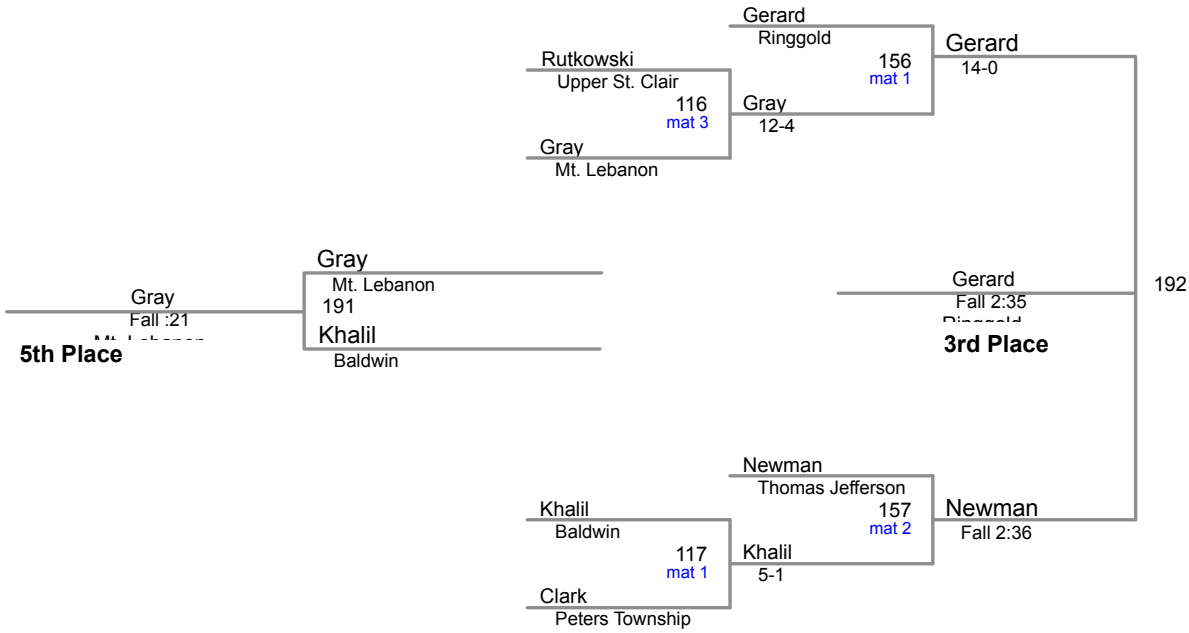 Gerard
Ringgold
Rutkowski
Upper St. Clair
156
mat 1
Gerard
14-0
116
mat 3
Gray
12-4
Gray
Mt. Lebanon
Gray
Mt. Lebanon
Gray
Fall :21
Mt. Lebanon
5th Place
191
Khalil
Baldwin
Gerard
Fall 2:35
Ringgold
3rd Place
192
Newman
Thomas Jefferson
Khalil
Baldwin
157
mat 2
Newman
Fall 2:36
117
mat 1
Khalil
5-1
Clark
Peters Township